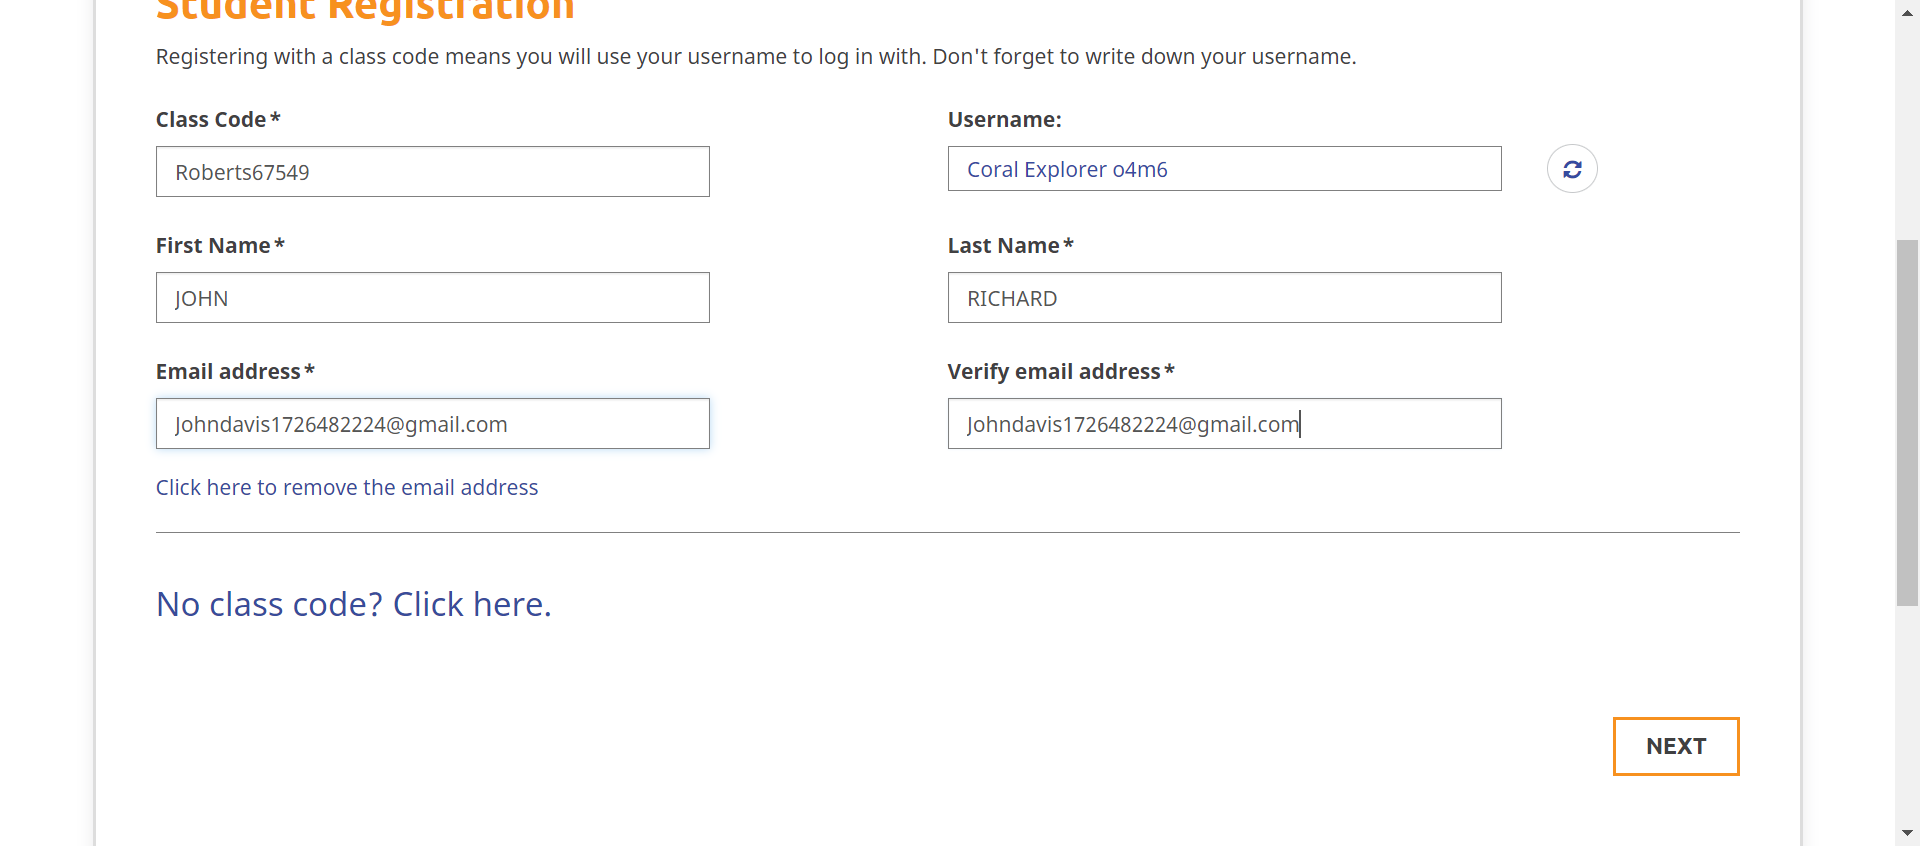 Student Registration
Registering with a class code means you will use your username to log in with. Don't forget to write down your username.
Class Code*
Username:
Roberts67549
Coral Explorer o4m6
First Name*
Last Name*
JOHN
RICHARD
Email address*
Verify email address*
Johndavis1726482224@gmail.com
Johndavis1726482224@gmail.com
Click here to remove the email address
No class code? Click here.
NEXT